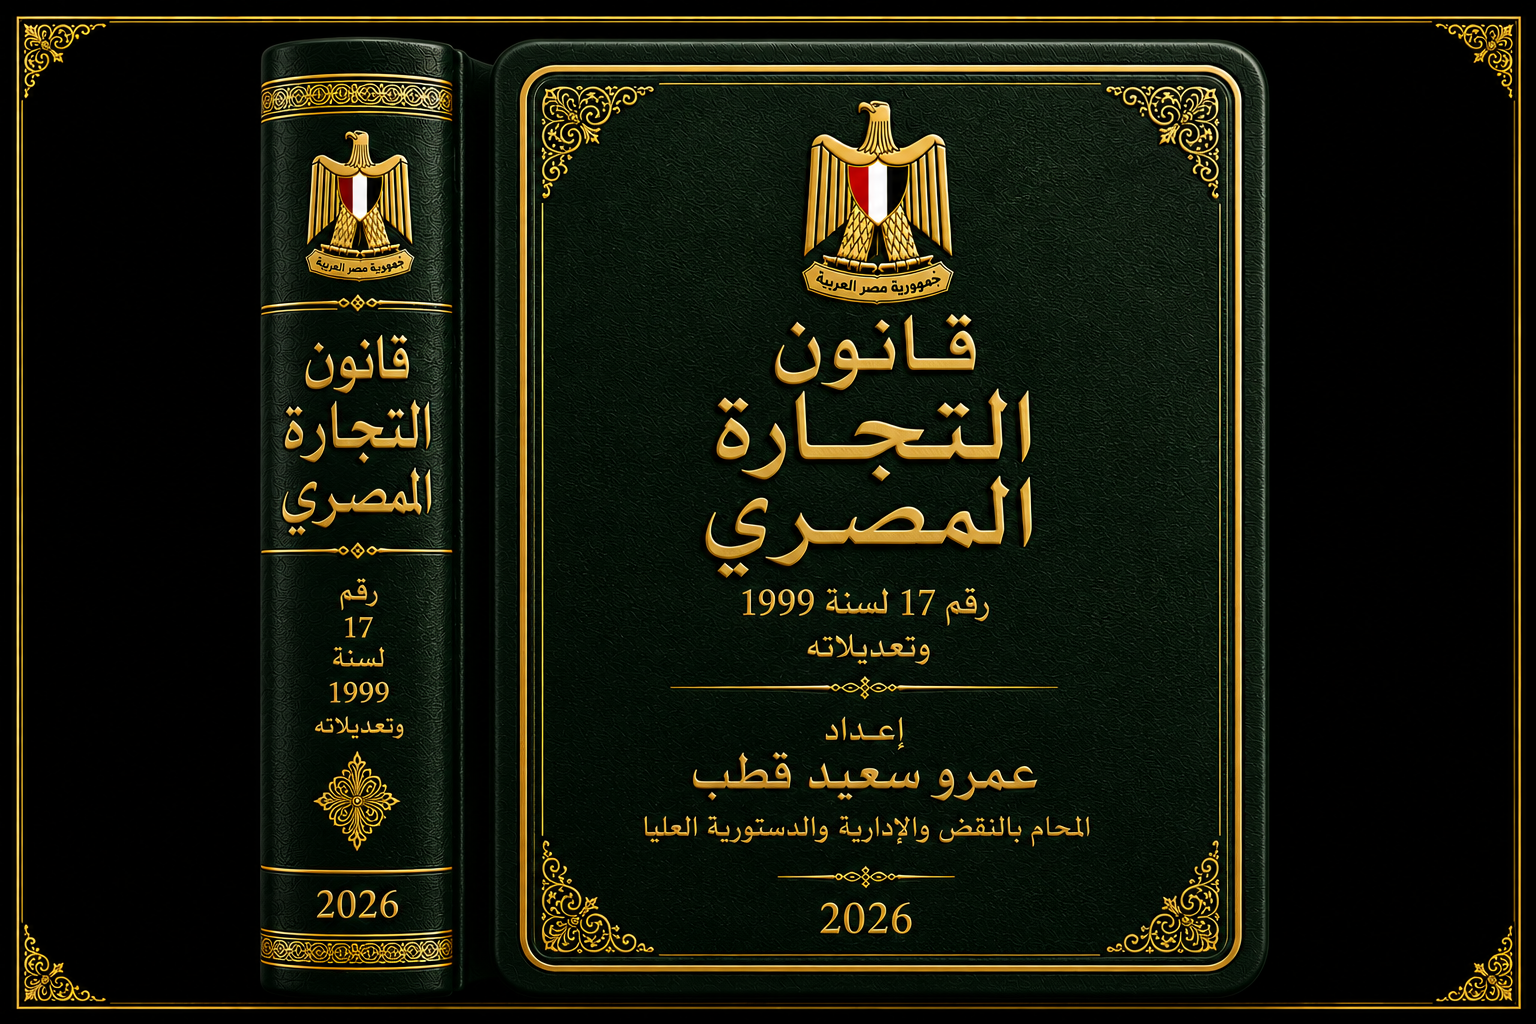 جمهورية مصر العربية
قانون
التجارة
المصري
رقم
17
لسنة
1999
وتعديلاته
2026
جمهورية مصر العربية
قانون
التجارة
المصري
رقم 17 لسنة 1999
وتعديلاته
إعداد
عمرو سعيد قطب
المحام بالنقض والإدارية والدستورية العليا
2026